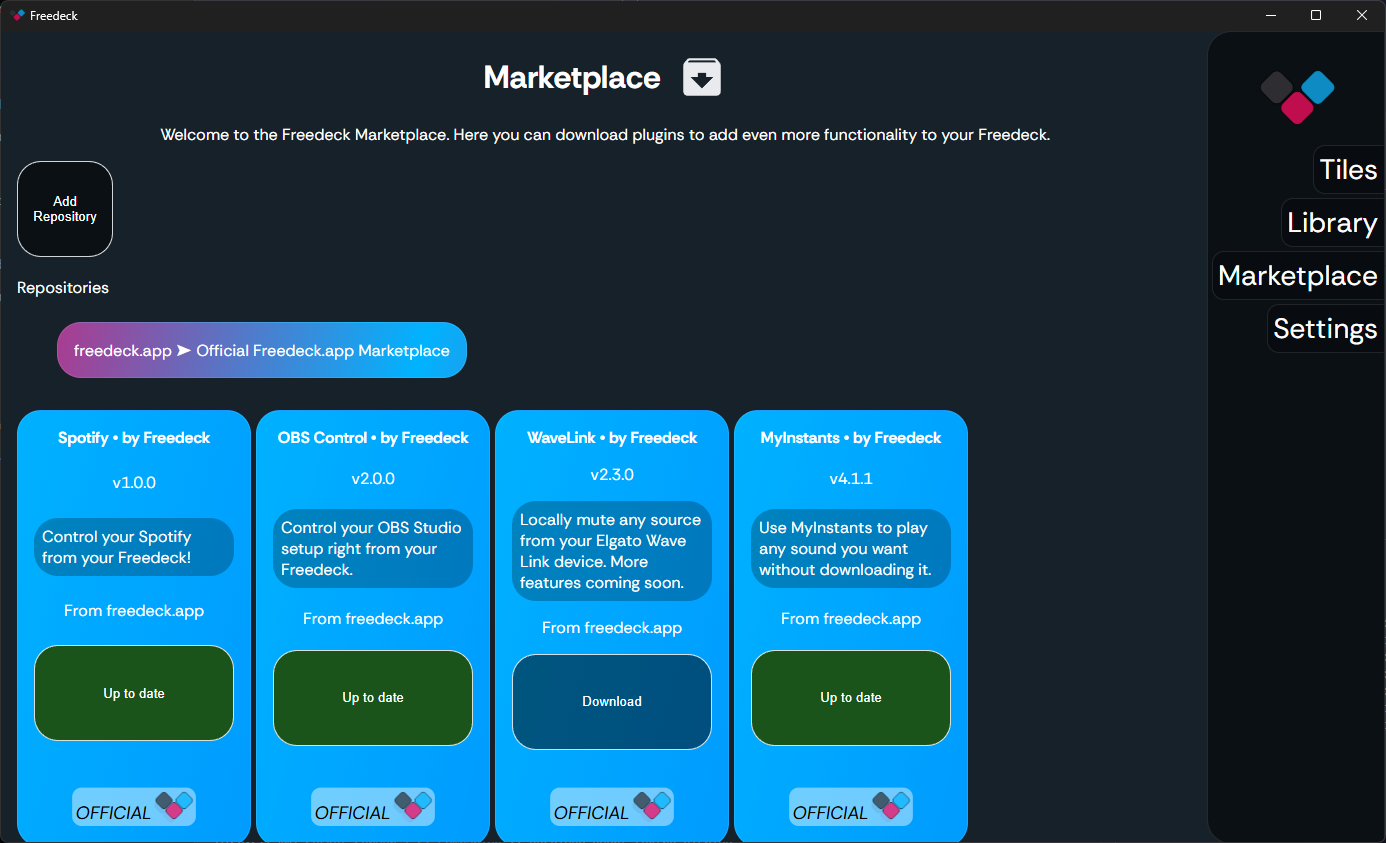 Freedeck
Marketplace
Welcome to the Freedeck Marketplace. Here you can download plugins to add even more functionality to your Freedeck.
Add
Repository
Repositories
freedeck.app ➤ Official Freedeck.app Marketplace
Spotify • by Freedeck
v1.0.0
Control your Spotify
from your Freedeck!
From freedeck.app
Up to date
OFFICIAL
OBS Control • by Freedeck
v2.0.0
Control your OBS Studio
setup right from your
Freedeck.
From freedeck.app
Up to date
OFFICIAL
WaveLink • by Freedeck
v2.3.0
Locally mute any source
from your Elgato Wave
Link device. More
features coming soon.
From freedeck.app
Download
OFFICIAL
MyInstants • by Freedeck
v4.1.1
Use MyInstants to play
any sound you want
without downloading it.
From freedeck.app
Up to date
OFFICIAL
Tiles
Library
Marketplace
Settings